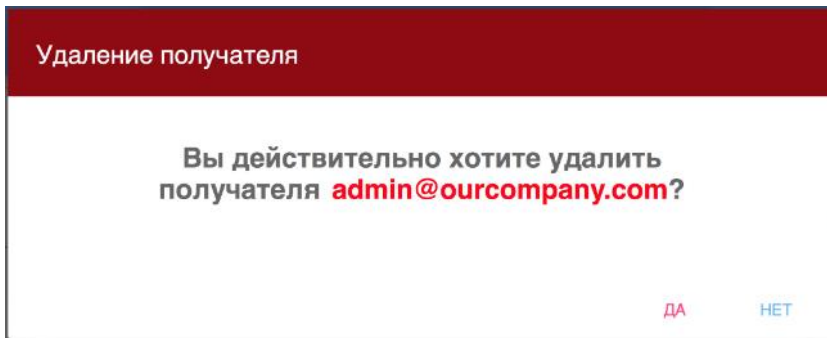 Удаление получателя
Вы действительно хотите удалить
получателя admin@ourcompany.com?
ДА НЕТ